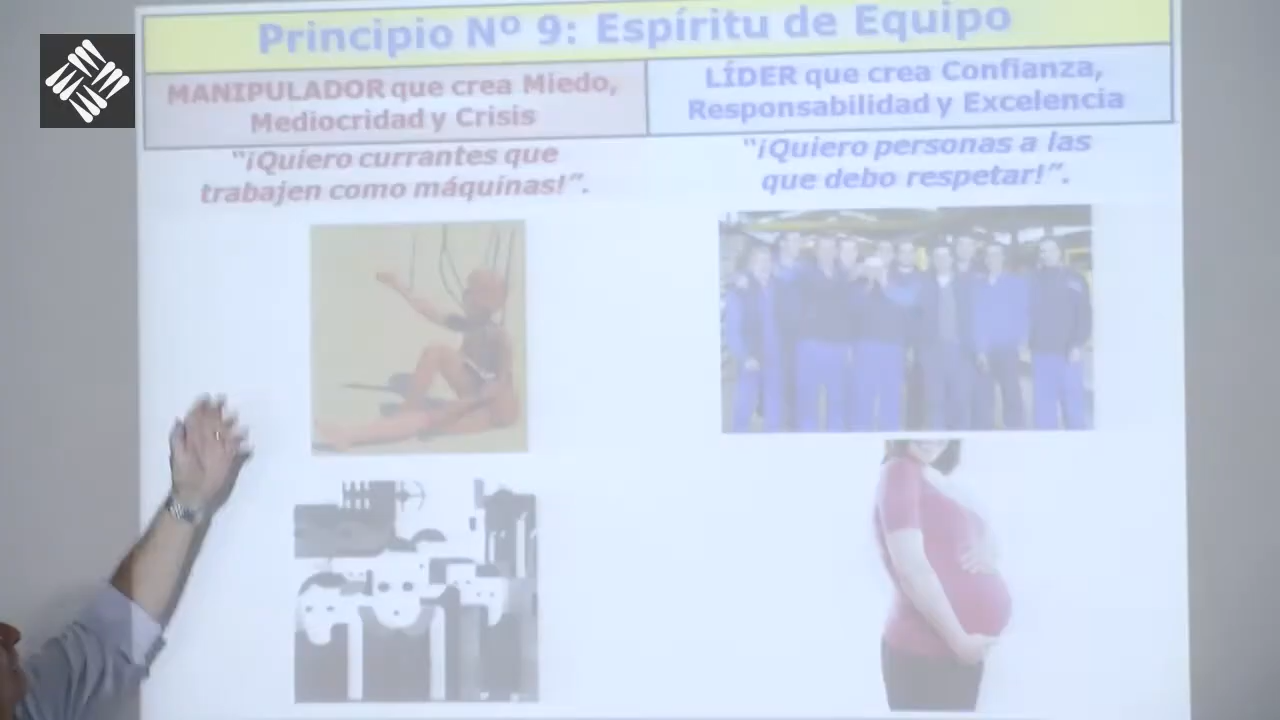 Principio Nº 9: Espíritu de Equipo
MANIPULADOR que crea Miedo,
Mediocridad y Crisis
LÍDER que crea Confianza,
Responsabilidad y Excelencia
"¡Quiero currantes que
trabajen como máquinas!".
"¡Quiero personas a las
que debo respetar!".